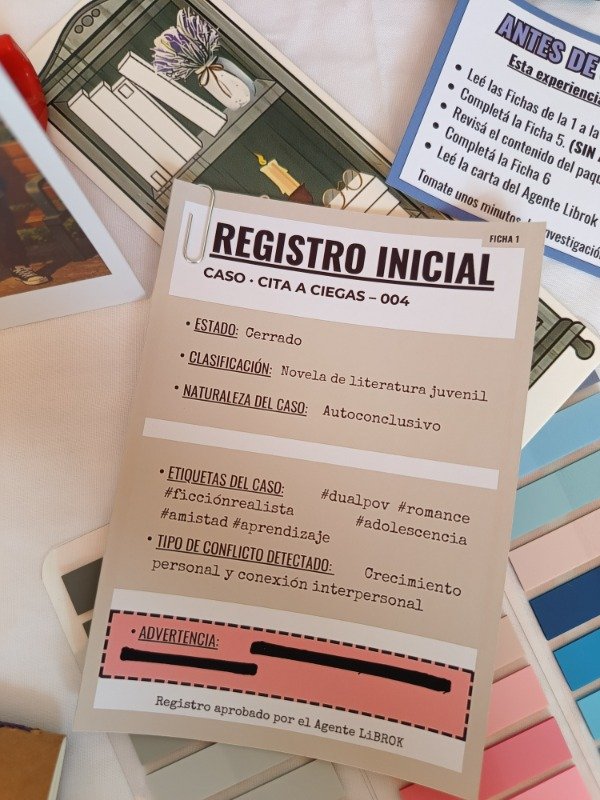 ANTES DE
Esta experiencia
• Leé las Fichas de la 1 a la
• Completá la Ficha 5. (SIN
• Revisá el contenido del paq
• Completá la Ficha 6
• Leé la carta del Agente Librok
Tomate unos minutos
investigación
FICHA 1
REGISTRO INICIAL
CASO · CITA A CIEGAS – 004
• ESTADO: Cerrado
• CLASIFICACIÓN: Novela de literatura juvenil
• NATURALEZA DEL CASO: Autoconclusivo
• ETIQUETAS DEL CASO: #dualpov #romance
#ficciónrealista #adolescencia
#amistad #aprendizaje
• TIPO DE CONFLICTO DETECTADO: Crecimiento
personal y conexión interpersonal
• ADVERTENCIA:
Registro aprobado por el Agente LiBROK